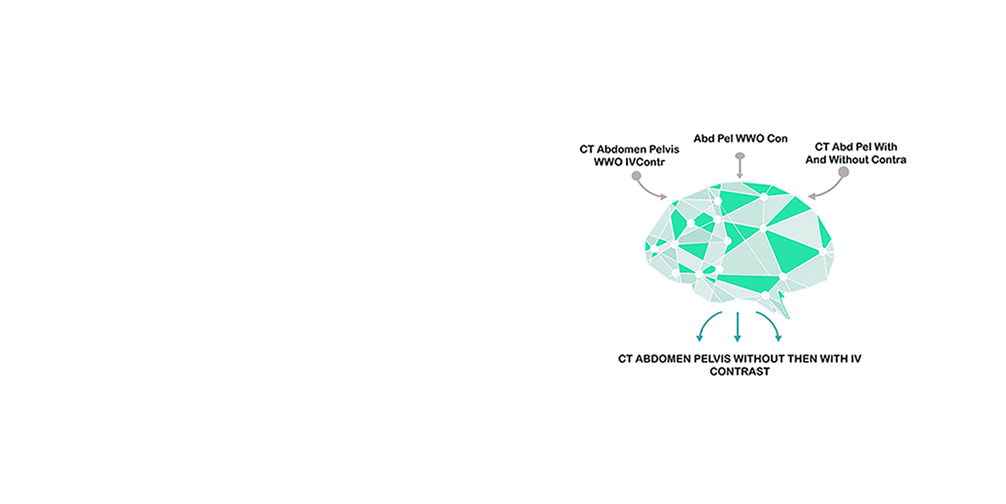 CT Abdomen Pelvis
WWO IVContr
Abd Pel WWO Con
CT Abd Pel With
And Without Contra
CT ABDOMEN PELVIS WITHOUT THEN WITH IV
CONTRAST